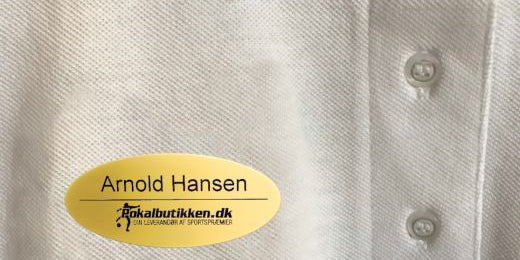 Arnold Hansen
Pokalbutikken.dk
DIN LEVERANDØR AF SPORTSPRÆMIER